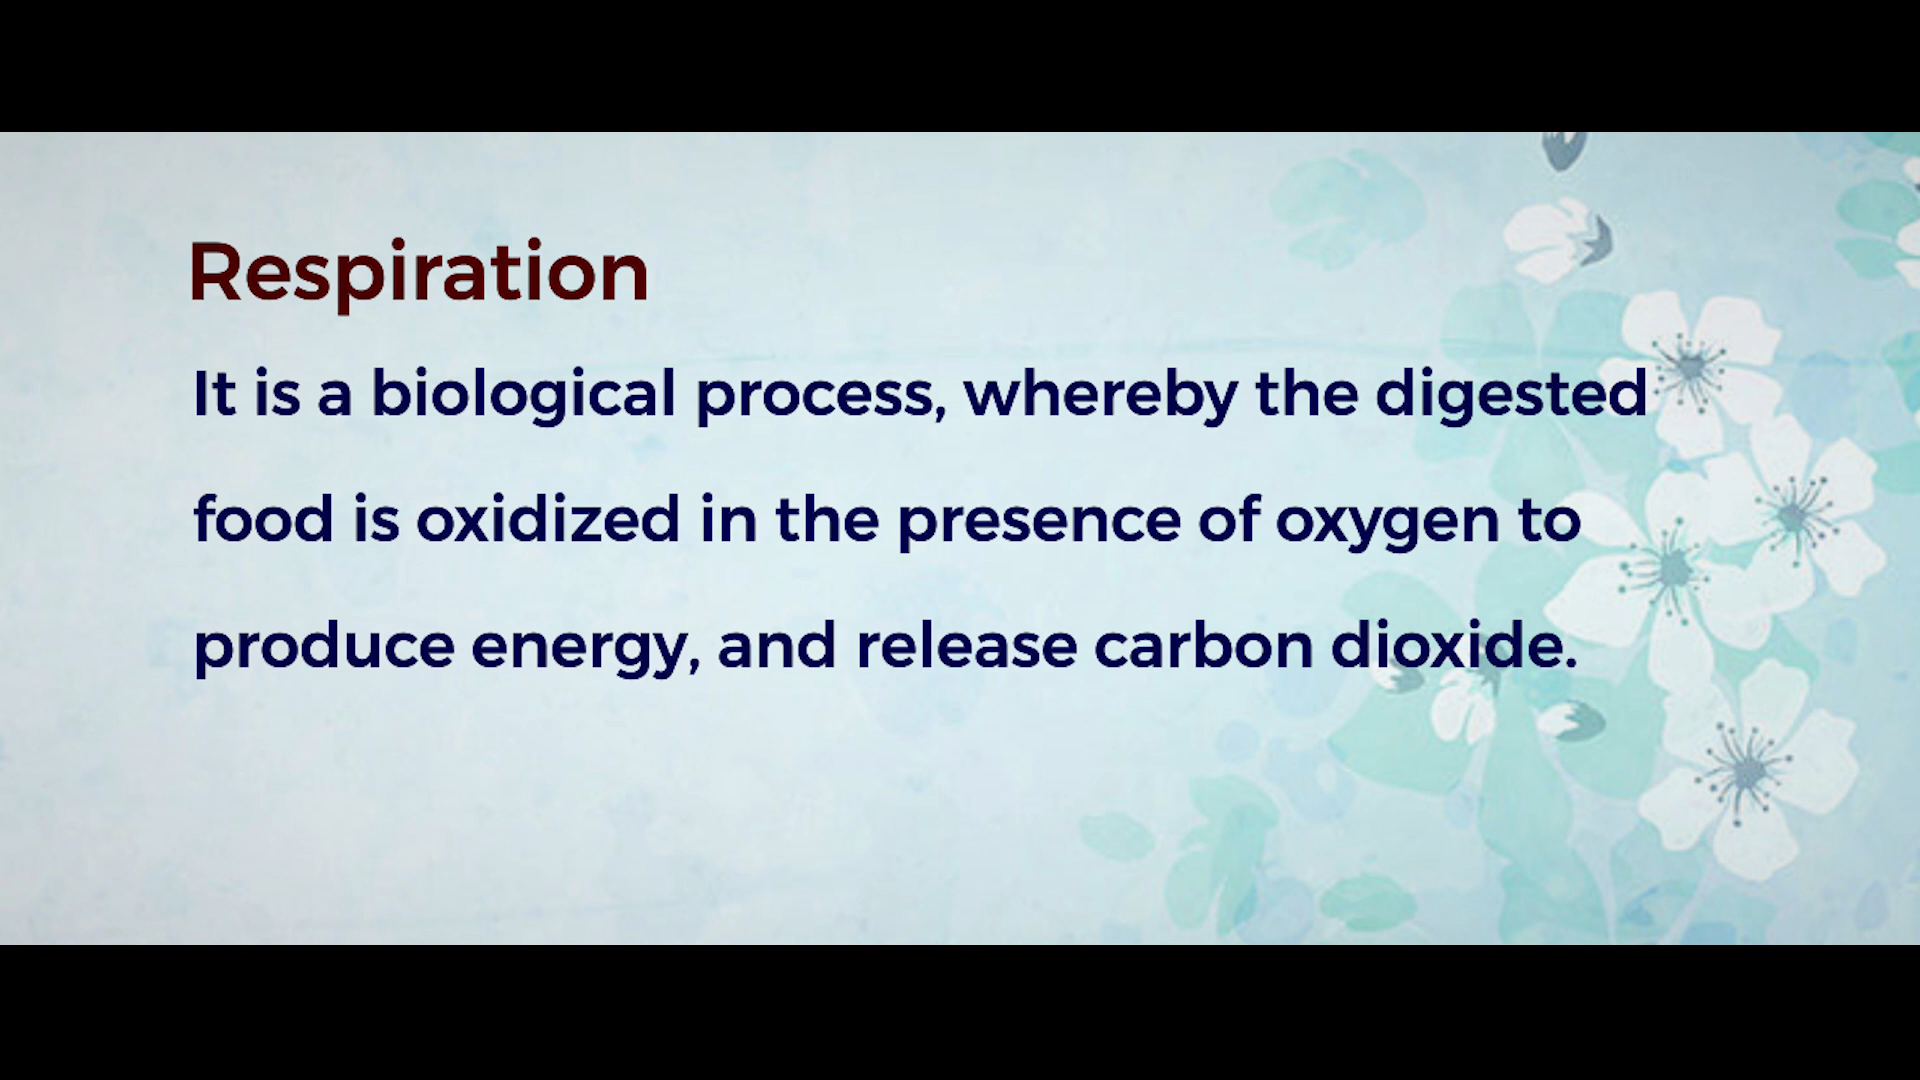 Respiration
It is a biological process, whereby the digested
food is oxidized in the presence of oxygen to
produce energy, and release carbon dioxide.